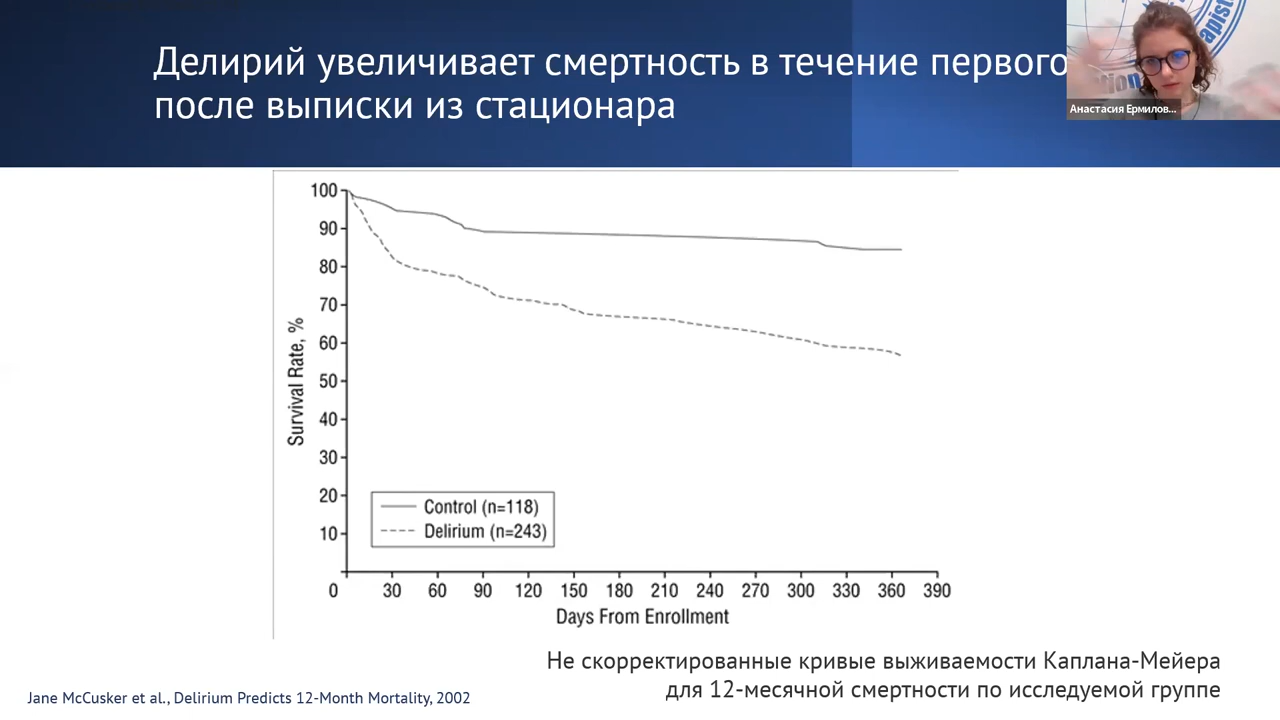 Делирий увеличивает смертность в течение первого
после выписки из стационара
Анастасия Ермилов...
100
90
80
70
60
50
40
30
20
10
Survival Rate, %
Control (n=118)
Delirium (n=243)
0 30 60 90 120 150 180 210 240 270 300 330 360 390
Days From Enrollment
Не скорректированные кривые выживаемости Каплана-Мейера
для 12-месячной смертности по исследуемой группе
Jane McCusker et al., Delirium Predicts 12-Month Mortality, 2002